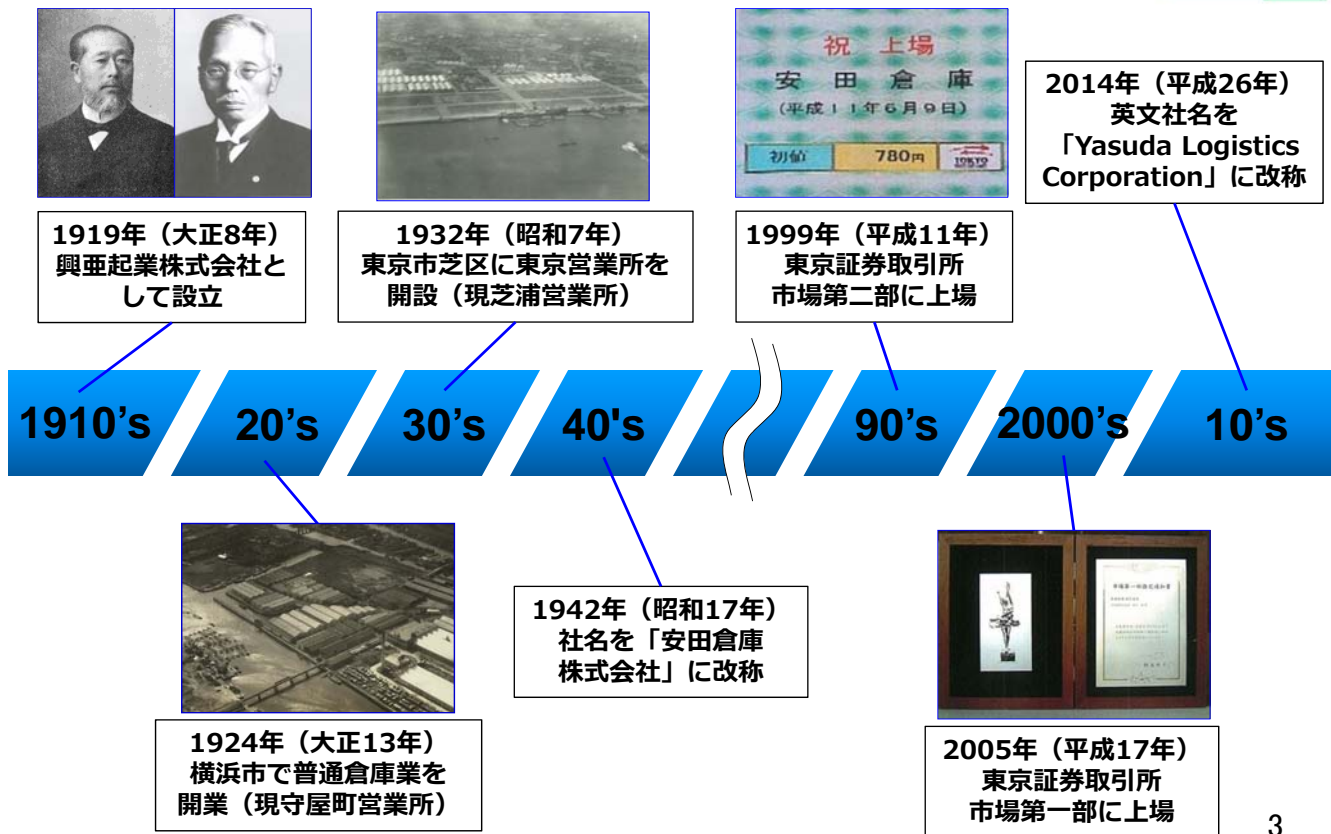 祝 上場
安田倉庫
(平成11年6月9日)
初値 780円 TOKYO
1919年（大正8年）
興亜起業株式会社と
して設立
1932年（昭和7年）
東京市芝区に東京営業所を
開設（現芝浦営業所）
1999年（平成11年）
東京証券取引所
市場第二部に上場
2014年（平成26年）
英文社名を
「Yasuda Logistics
Corporation」に改称
1910’s
20’s
30’s
40's
90’s
2000’s
10’s
1924年（大正13年）
横浜市で普通倉庫業を
開業（現守屋町営業所）
1942年（昭和17年）
社名を「安田倉庫
株式会社」に改称
2005年（平成17年）
東京証券取引所
市場第一部に上場
3